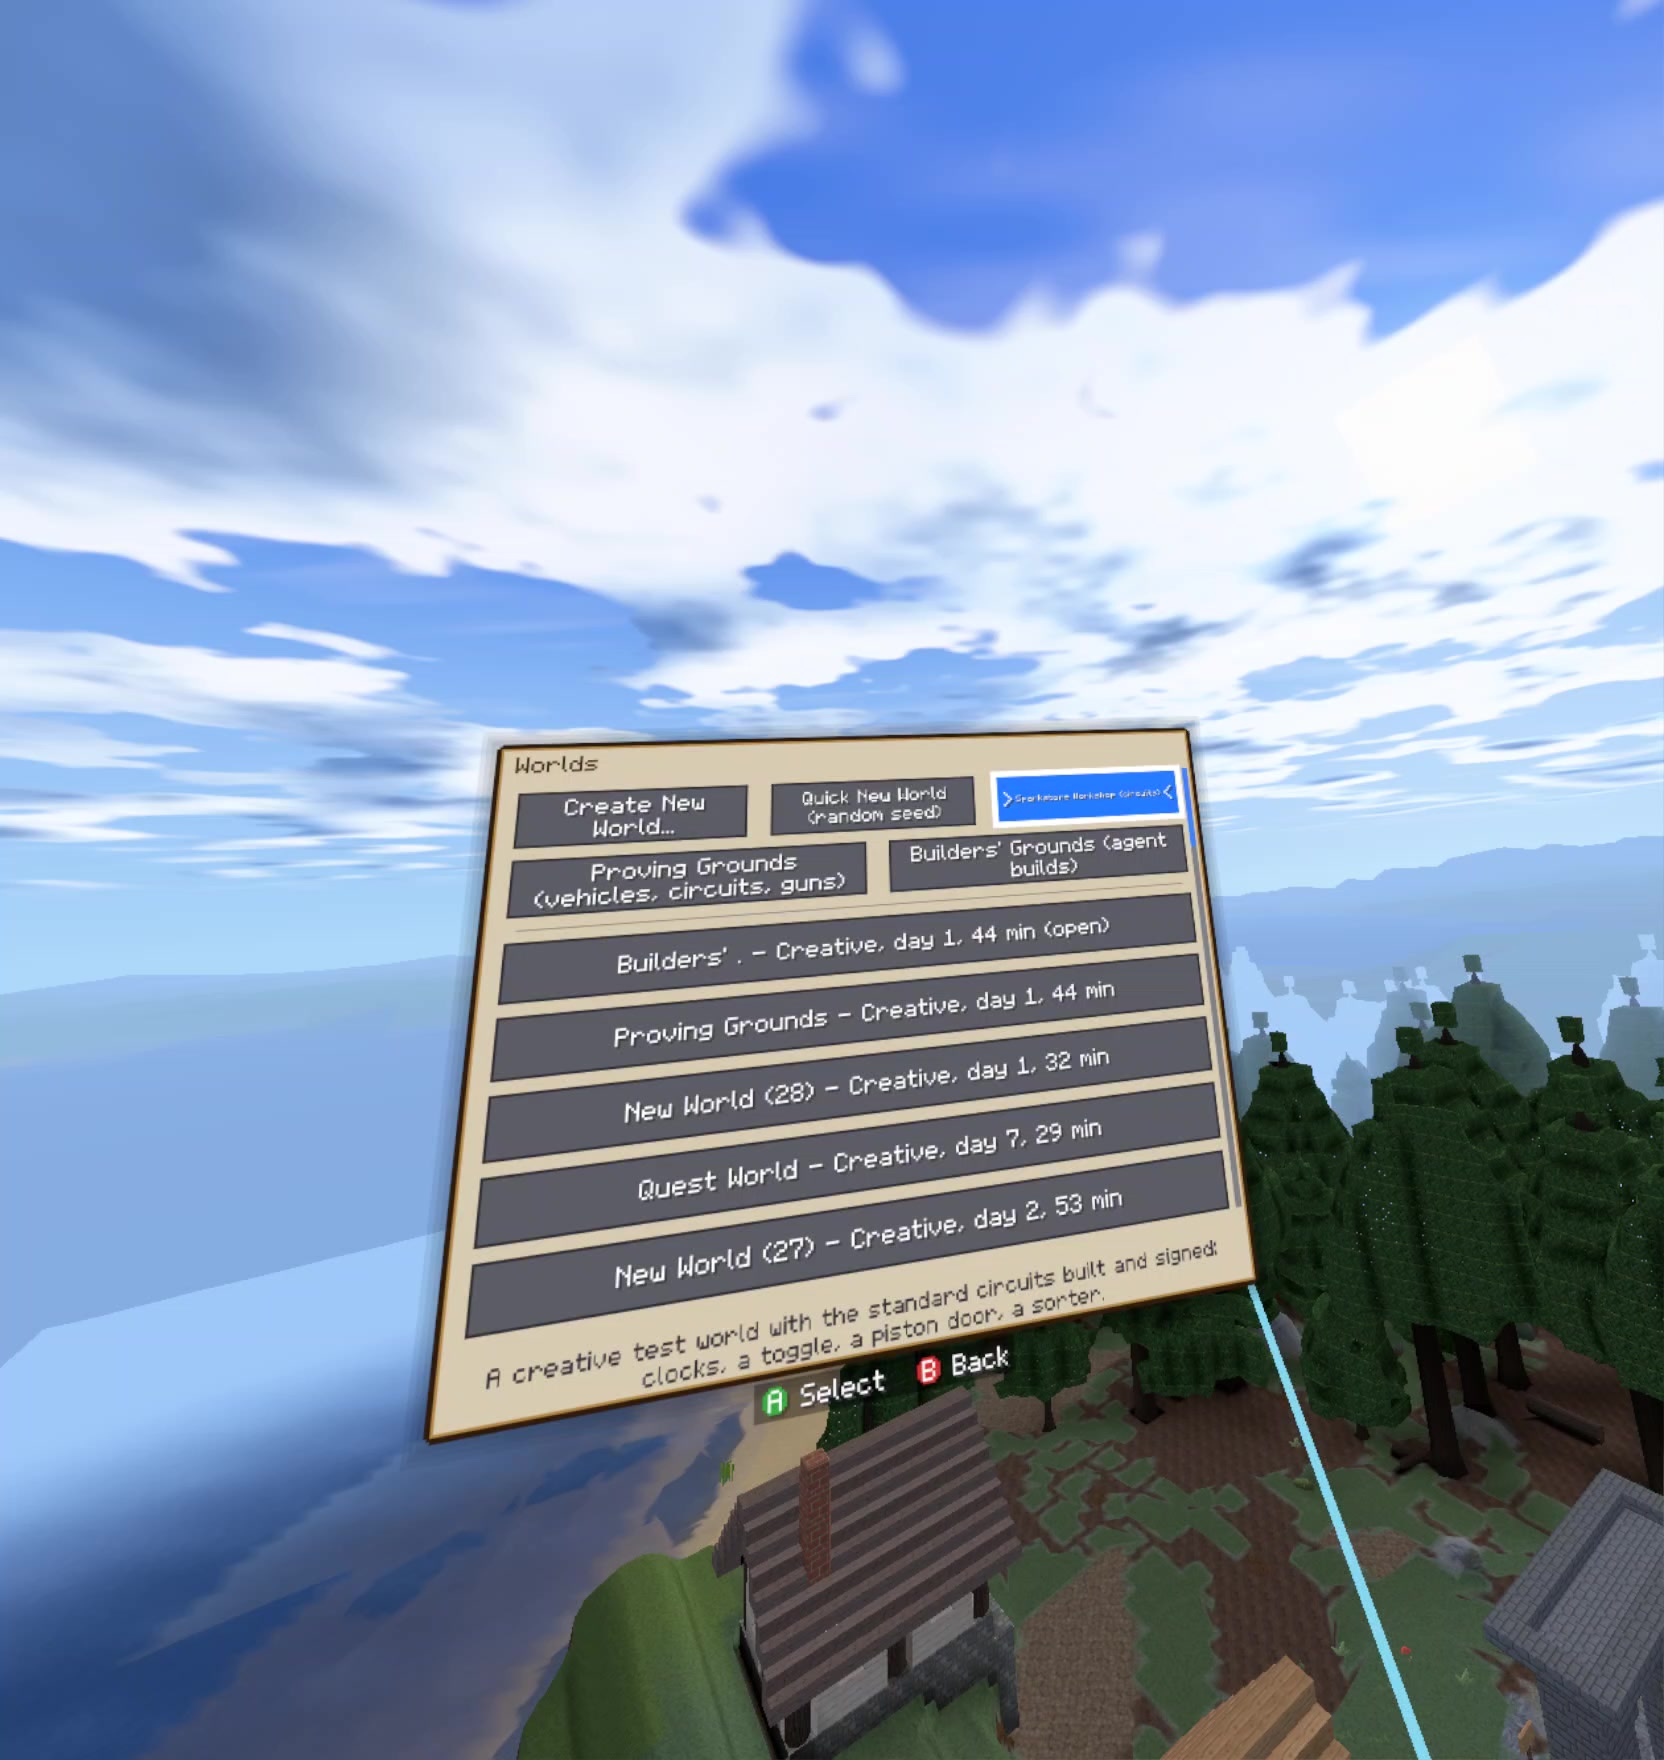 Worlds
Create New
World...
Quick New World
(random seed)
> Sparkstone Workshop (circuits) <
Proving Grounds
(vehicles, circuits, guns)
Builders' Grounds (agent
builds)
Builders' . – Creative, day 1, 44 min (open)
Proving Grounds – Creative, day 1, 44 min
New World (28) – Creative, day 1, 32 min
Quest World – Creative, day 7, 29 min
New World (27) – Creative, day 2, 53 min
A creative test world with the standard circuits built and signed:
clocks, a toggle, a piston door, a sorter.
A Select B Back